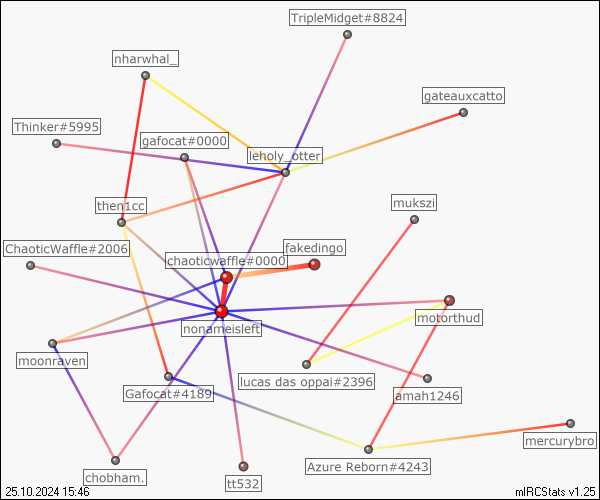 TripleMidget#8824
nharwhal_
gateauxcatto
Thinker#5995
gafocat#0000
leholy_otter
mukszi
then1cc
ChaoticWaffle#2006
fakedingo
chaoticwaffle#0000
motorthud
nonameisleft
moonraven
lucas das oppai#2396
Gafocat#4189
amah1246
mercurybro
Azure Reborn#4243
chobham.
tt532
25.10.2024 15:46
mIRCStats v1.25